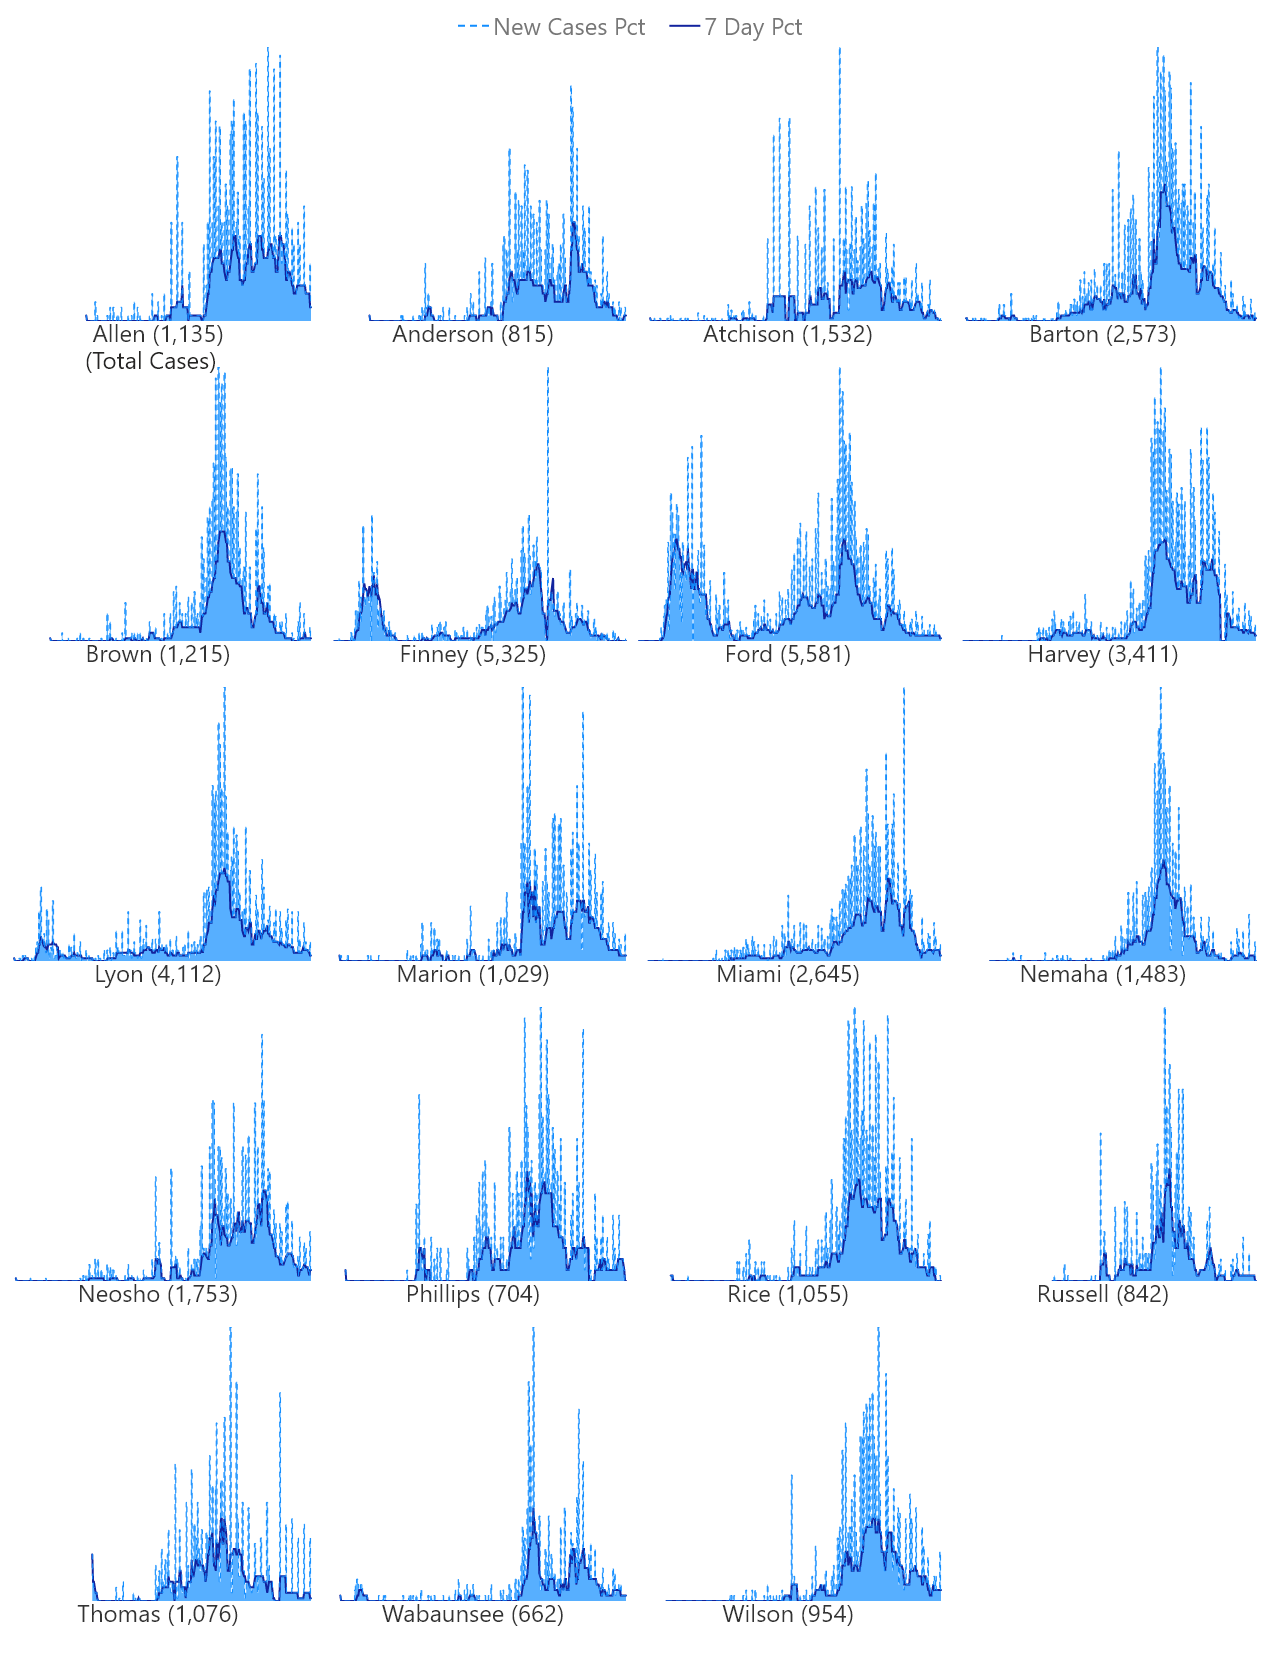 New Cases Pct 7 Day Pct
Allen (1,135) Anderson (815) Atchison (1,532) Barton (2,573)
(Total Cases)
Brown (1,215) Finney (5,325) Ford (5,581) Harvey (3,411)
Lyon (4,112) Marion (1,029) Miami (2,645) Nemaha (1,483)
Neosho (1,753) Phillips (704) Rice (1,055) Russell (842)
Thomas (1,076) Wabaunsee (662) Wilson (954)